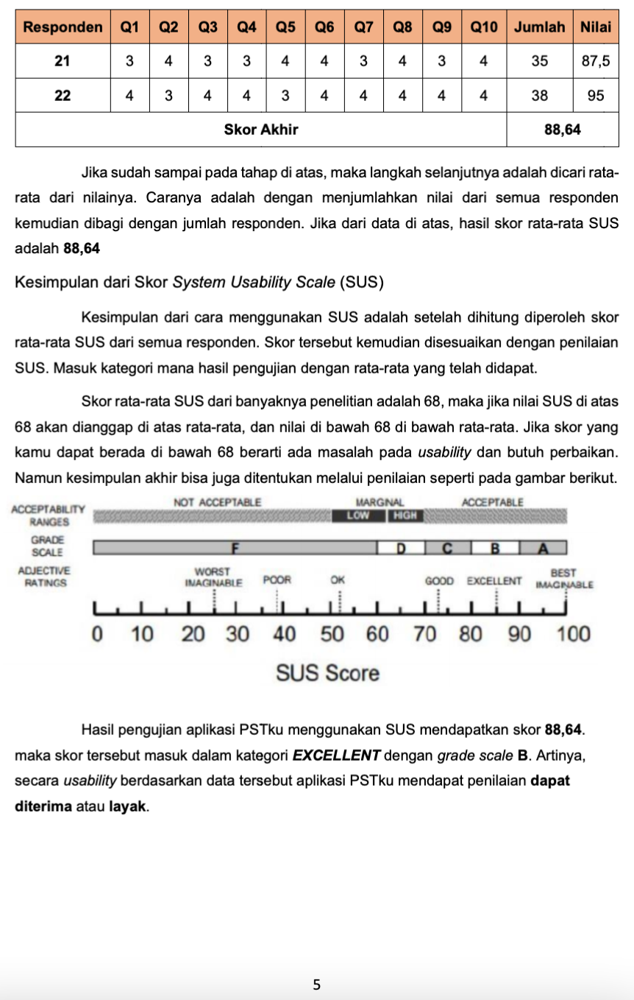 Responden Q1 Q2 Q3 Q4 Q5 Q6 Q7 Q8 Q9 Q10 Jumlah Nilai
21 3 4 3 3 4 4 3 4 3 4 35 87,5
22 4 3 4 4 3 4 4 4 4 4 38 95
Skor Akhir 88,64
Jika sudah sampai pada tahap di atas, maka langkah selanjutnya adalah dicari rata-
rata dari nilainya. Caranya adalah dengan menjumlahkan nilai dari semua responden
kemudian dibagi dengan jumlah responden. Jika dari data di atas, hasil skor rata-rata SUS
adalah 88,64
Kesimpulan dari Skor System Usability Scale (SUS)
Kesimpulan dari cara menggunakan SUS adalah setelah dihitung diperoleh skor
rata-rata SUS dari semua responden. Skor tersebut kemudian disesuaikan dengan penilaian
SUS. Masuk kategori mana hasil pengujian dengan rata-rata yang telah didapat.
Skor rata-rata SUS dari banyaknya penelitian adalah 68, maka jika nilai SUS di atas
68 akan dianggap di atas rata-rata, dan nilai di bawah 68 di bawah rata-rata. Jika skor yang
kamu dapat berada di bawah 68 berarti ada masalah pada usability dan butuh perbaikan.
Namun kesimpulan akhir bisa juga ditentukan melalui penilaian seperti pada gambar berikut.
NOT ACCEPTABLE MARGINAL ACCEPTABLE
ACCEPTABILITY RANGES LOW HIGH
GRADE SCALE F D C B A
ADJECTIVE RATINGS WORST IMAGINABLE POOR OK GOOD EXCELLENT BEST IMAGINABLE
0 10 20 30 40 50 60 70 80 90 100
SUS Score
Hasil pengujian aplikasi PSTku menggunakan SUS mendapatkan skor 88,64.
maka skor tersebut masuk dalam kategori EXCELLENT dengan grade scale B. Artinya,
secara usability berdasarkan data tersebut aplikasi PSTku mendapat penilaian dapat
diterima atau layak.
5